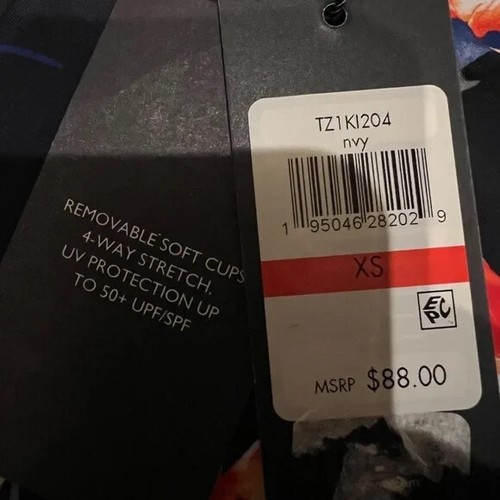 REMOVABLE SOFT CUPS
4-WAY STRETCH,
UV PROTECTION UP
TO 50+ UPF/SPF
TZ1KI204
nvy
1 95046 28202 9
XS
EPC
MSRP $88.00